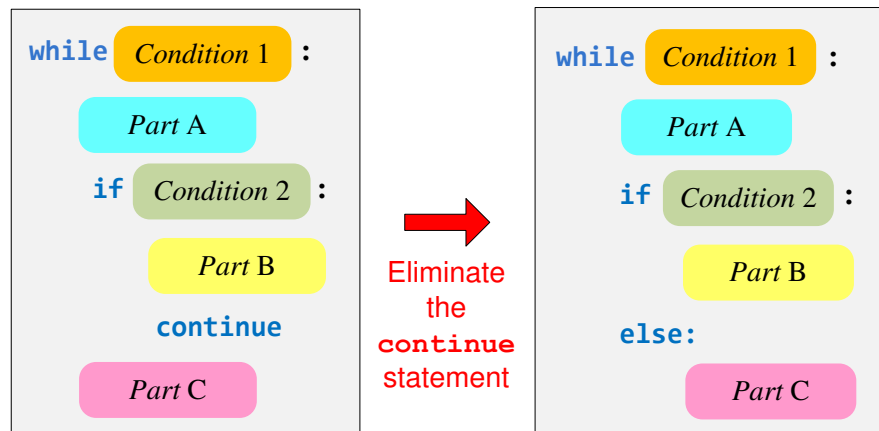 while Condition 1 :
Part A
if Condition 2 :
Part B
continue
Part C
Eliminate
the
continue
statement
while Condition 1 :
Part A
if Condition 2 :
Part B
else:
Part C